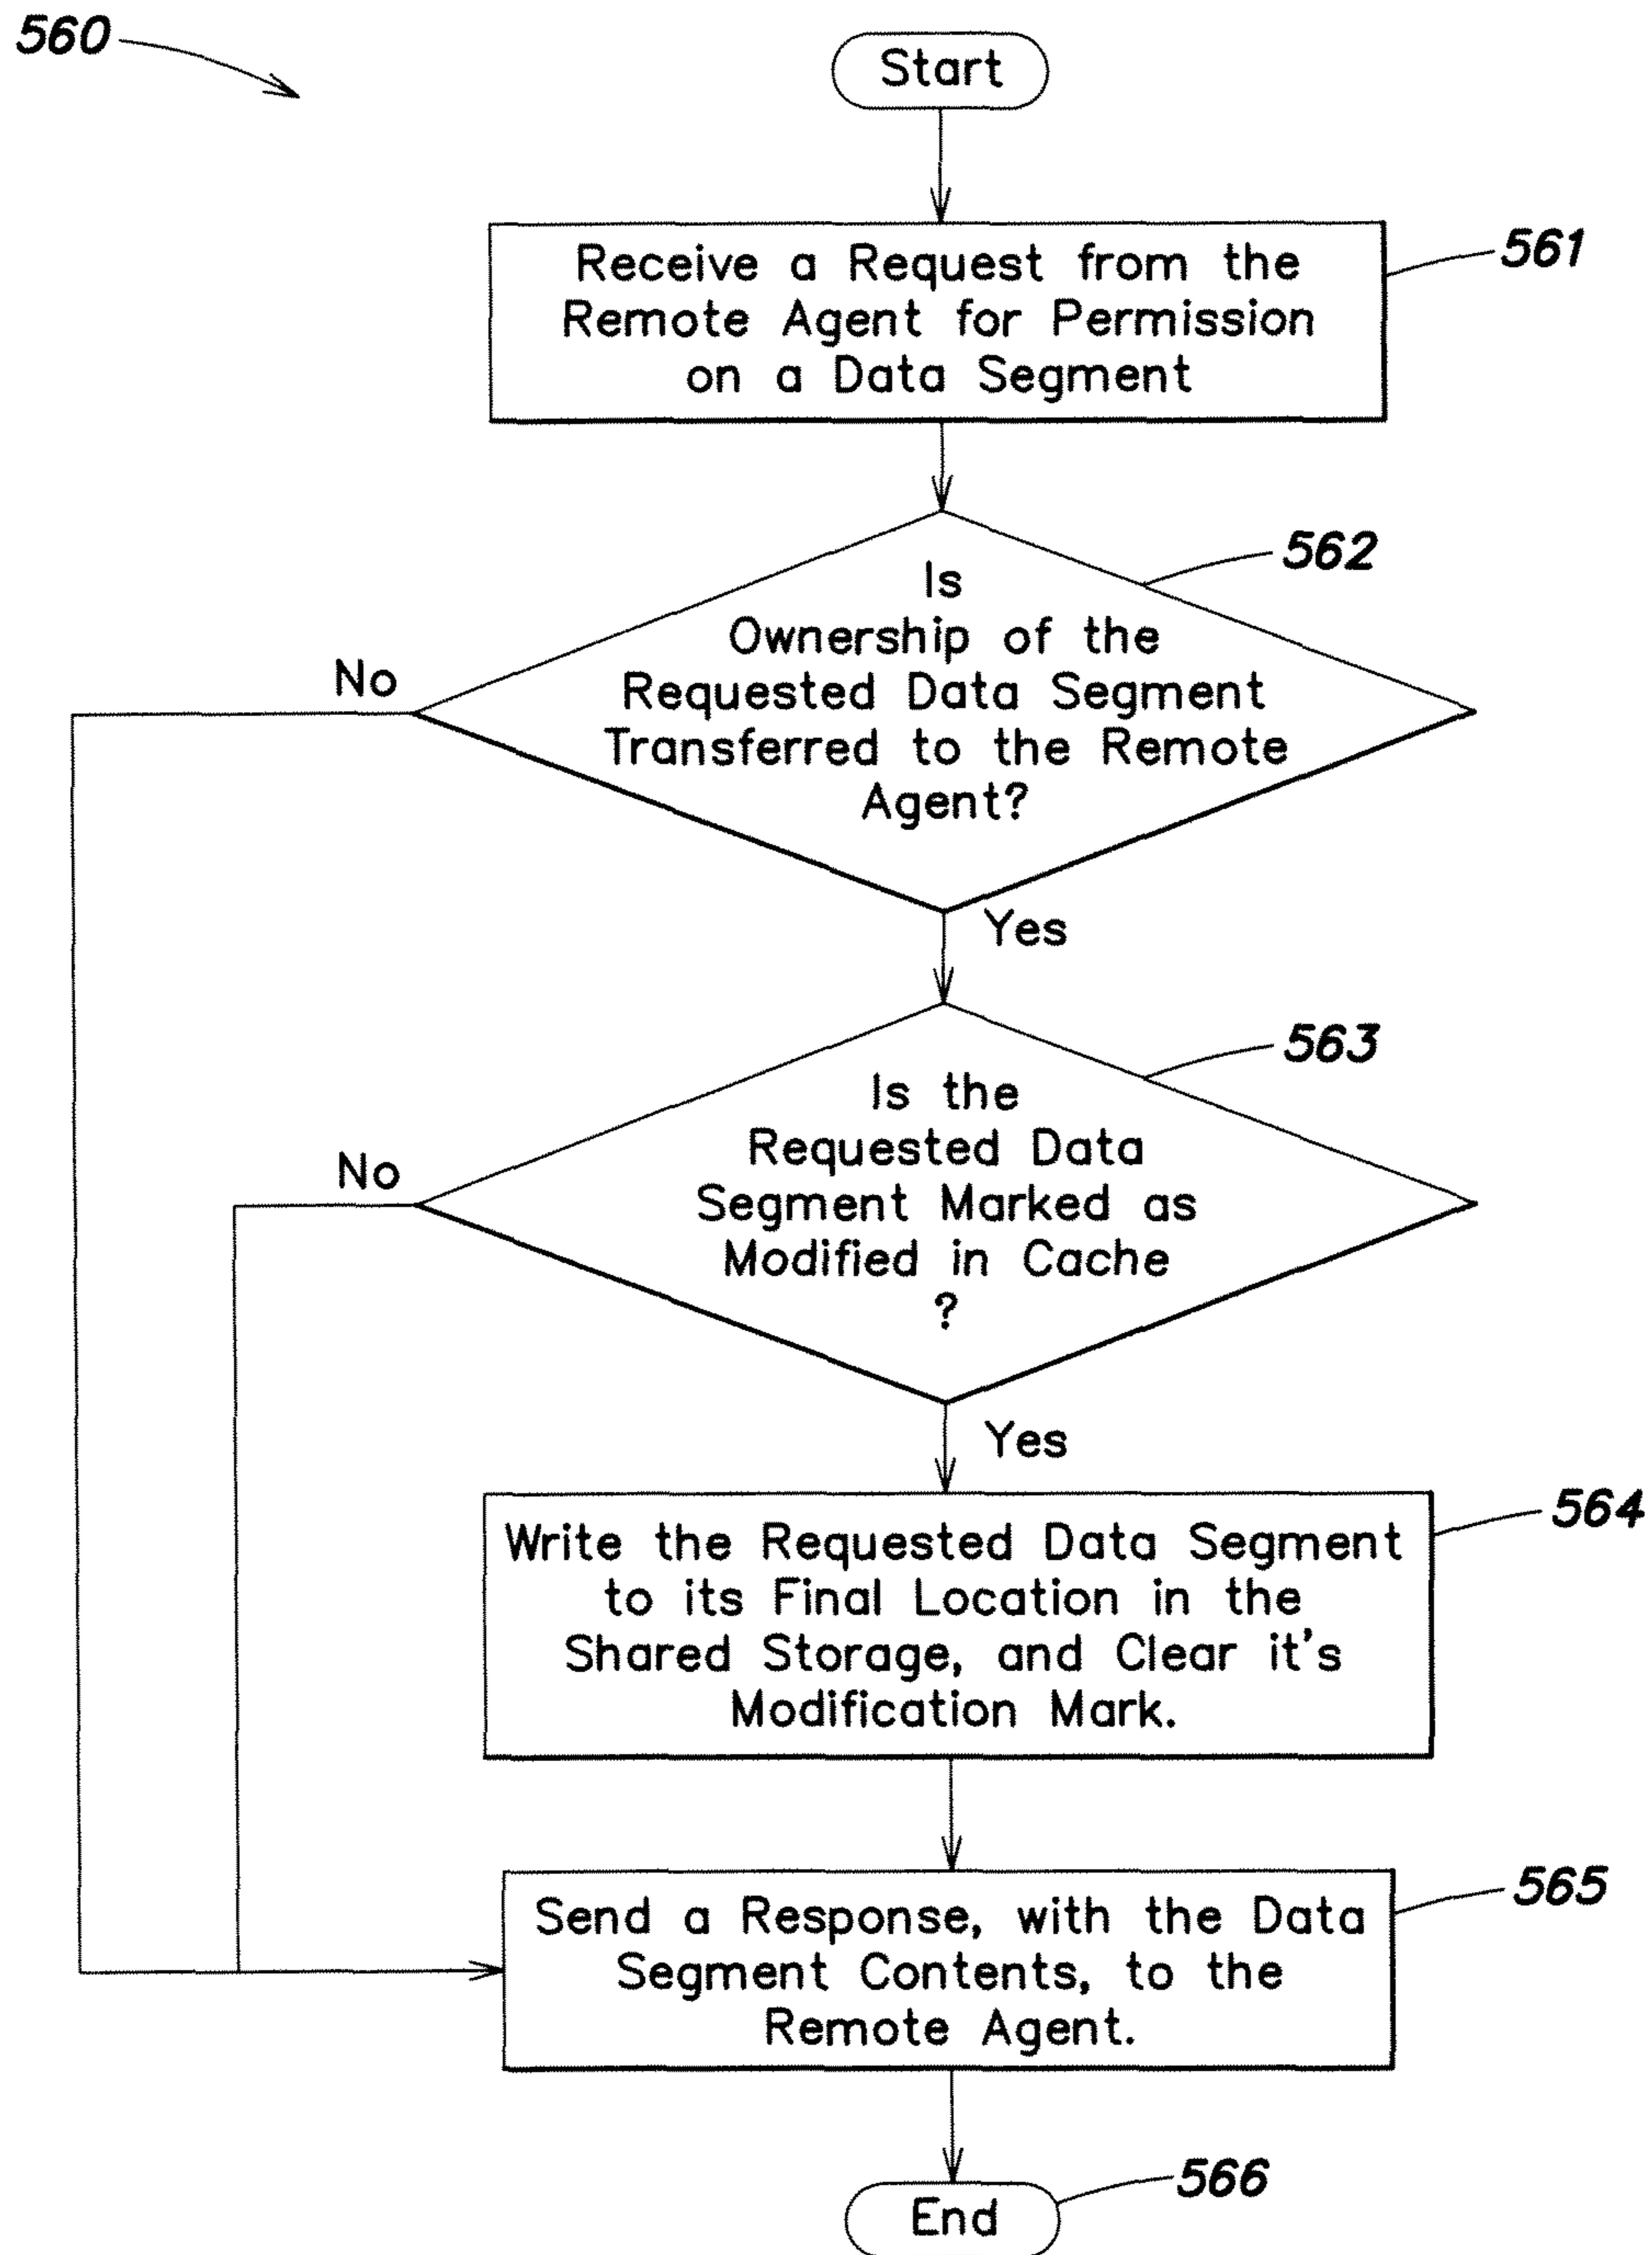 560
Start
Receive a Request from the
Remote Agent for Permission
on a Data Segment
561
562
Is
Ownership of the
Requested Data Segment
Transferred to the Remote
Agent?
No
Yes
563
Is the
Requested Data
Segment Marked as
Modified in Cache
?
No
Yes
564
Write the Requested Data Segment
to its Final Location in the
Shared Storage, and Clear it's
Modification Mark.
565
Send a Response, with the Data
Segment Contents, to the
Remote Agent.
566
End